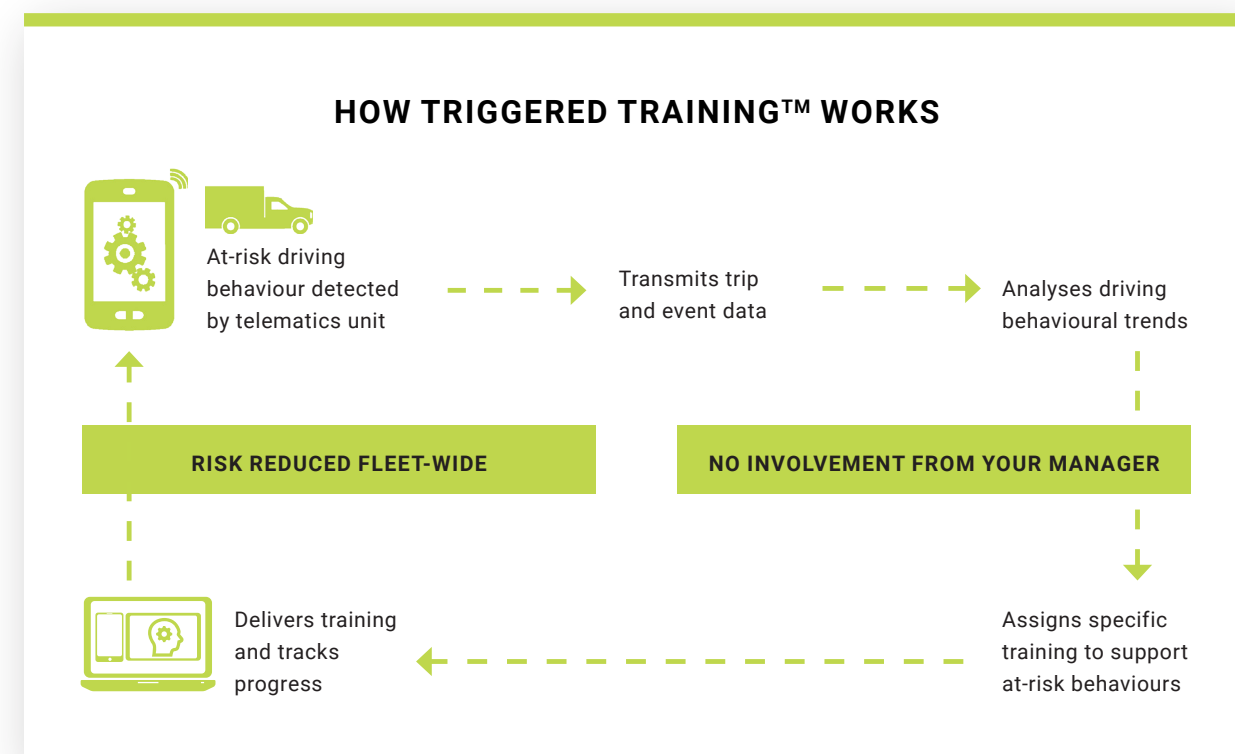 HOW TRIGGERED TRAINING™ WORKS
At-risk driving
behaviour detected
by telematics unit
Transmits trip
and event data
Analyses driving
behavioural trends
RISK REDUCED FLEET-WIDE
NO INVOLVEMENT FROM YOUR MANAGER
Delivers training
and tracks
progress
Assigns specific
training to support
at-risk behaviours